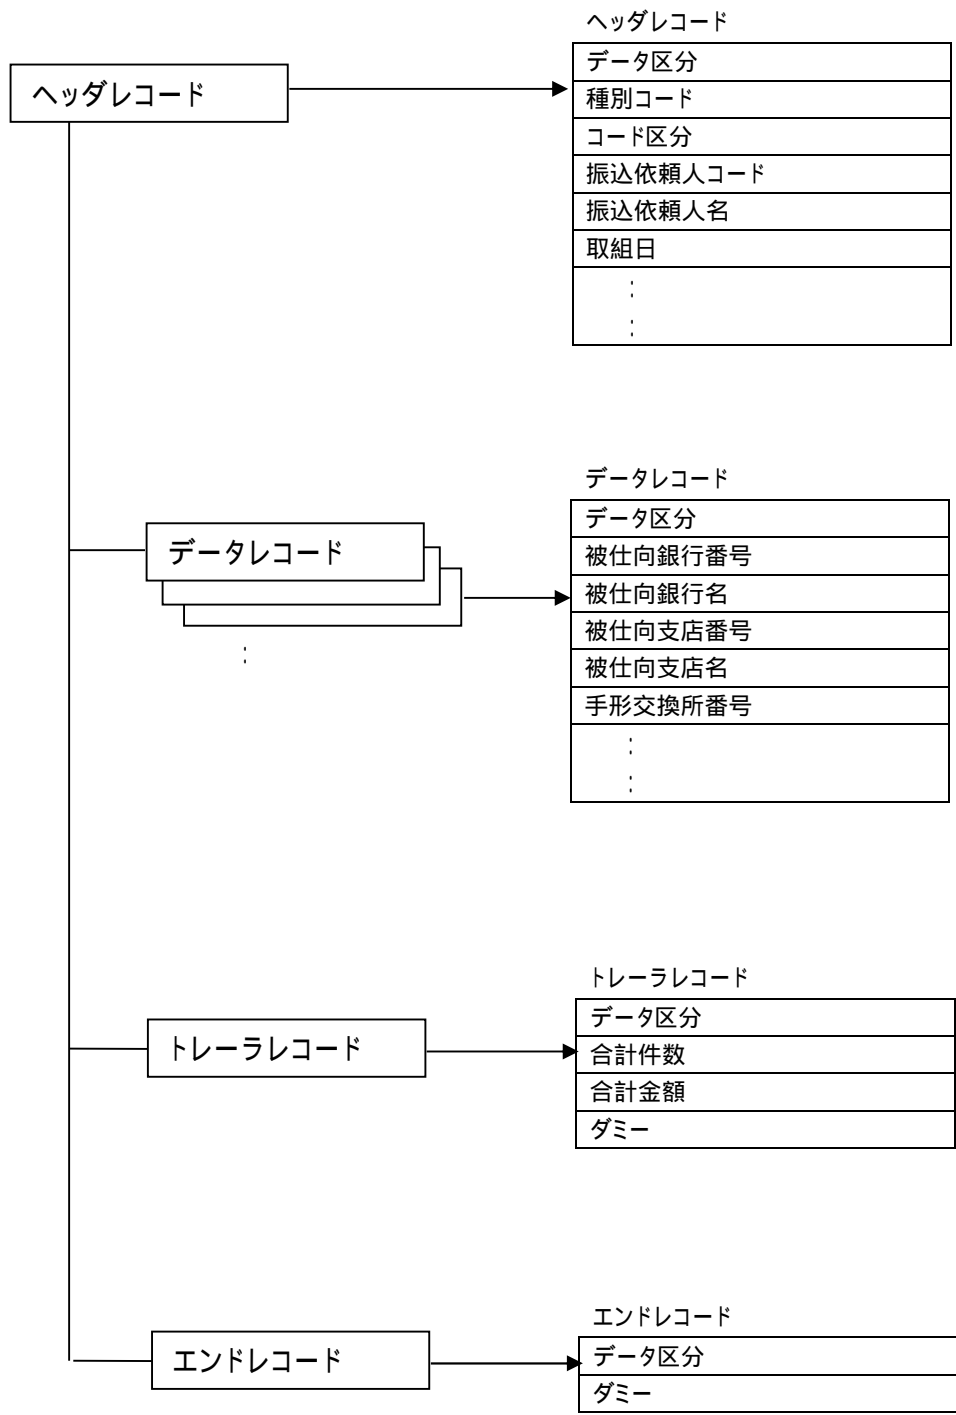 ヘッダレコード
ヘッダレコード
データ区分
種別コード
コード区分
振込依頼人コード
振込依頼人名
取組日
：
：
データレコード
：
データレコード
データ区分
被仕向銀行番号
被仕向銀行名
被仕向支店番号
被仕向支店名
手形交換所番号
：
：
トレーラレコード
トレーラレコード
データ区分
合計件数
合計金額
ダミー
エンドレコード
エンドレコード
データ区分
ダミー